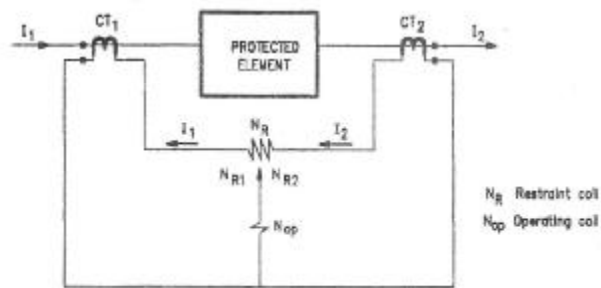 CT1
CT2
I1
I2
PROTECTED
ELEMENT
I1
NR
I2
NR1
NR2
Nop
NR Restraint coil
Nop Operating coil